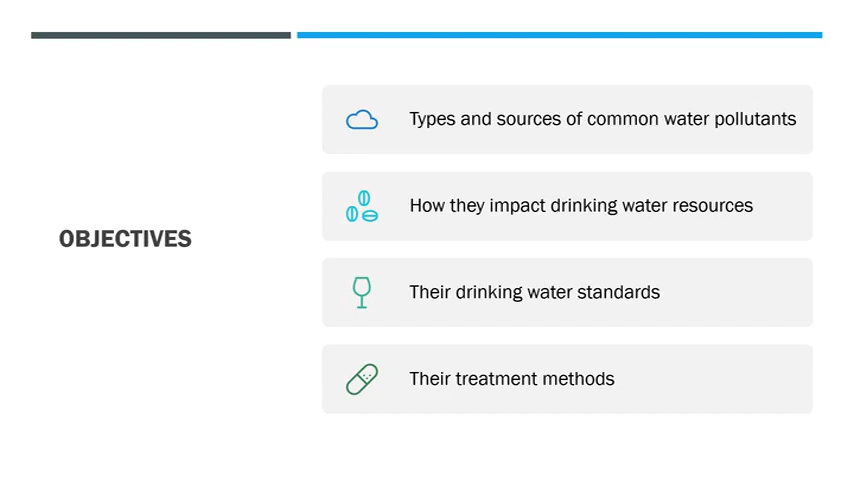 OBJECTIVES
Types and sources of common water pollutants
How they impact drinking water resources
Their drinking water standards
Their treatment methods